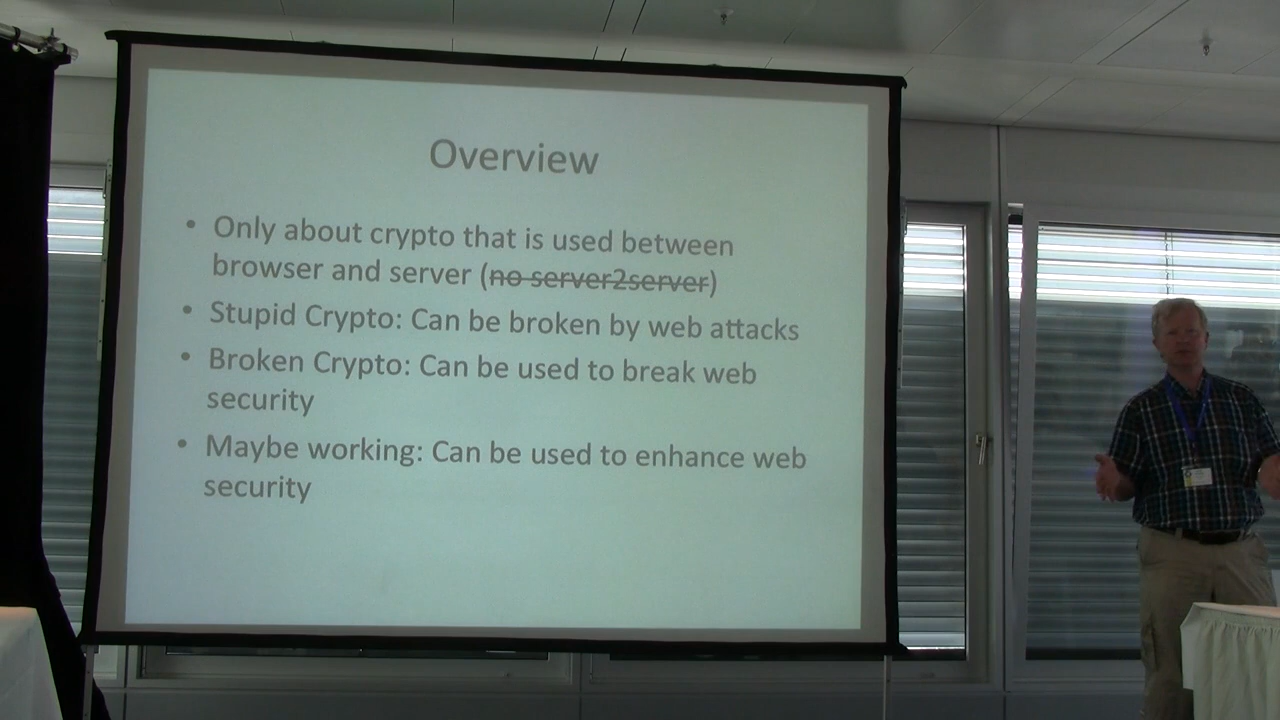 Overview
• Only about crypto that is used between
browser and server (no server2server)
• Stupid Crypto: Can be broken by web attacks
• Broken Crypto: Can be used to break web
security
• Maybe working: Can be used to enhance web
security